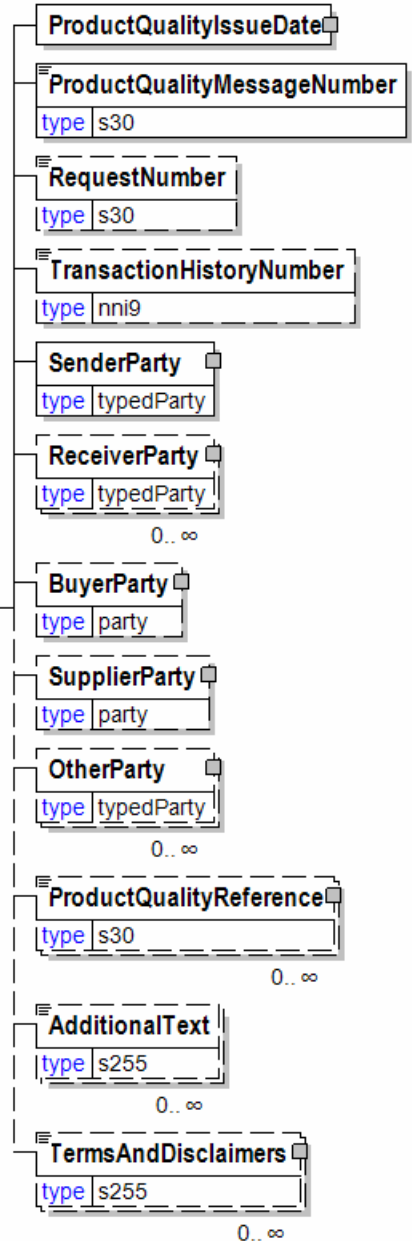 ProductQualityIssueDate
ProductQualityMessageNumber
type s30
RequestNumber
type s30
TransactionHistoryNumber
type nni9
SenderParty
type typedParty
ReceiverParty
type typedParty
0.. ∞
BuyerParty
type party
SupplierParty
type party
OtherParty
type typedParty
0.. ∞
ProductQualityReference
type s30
0.. ∞
AdditionalText
type s255
0.. ∞
TermsAndDisclaimers
type s255
0.. ∞